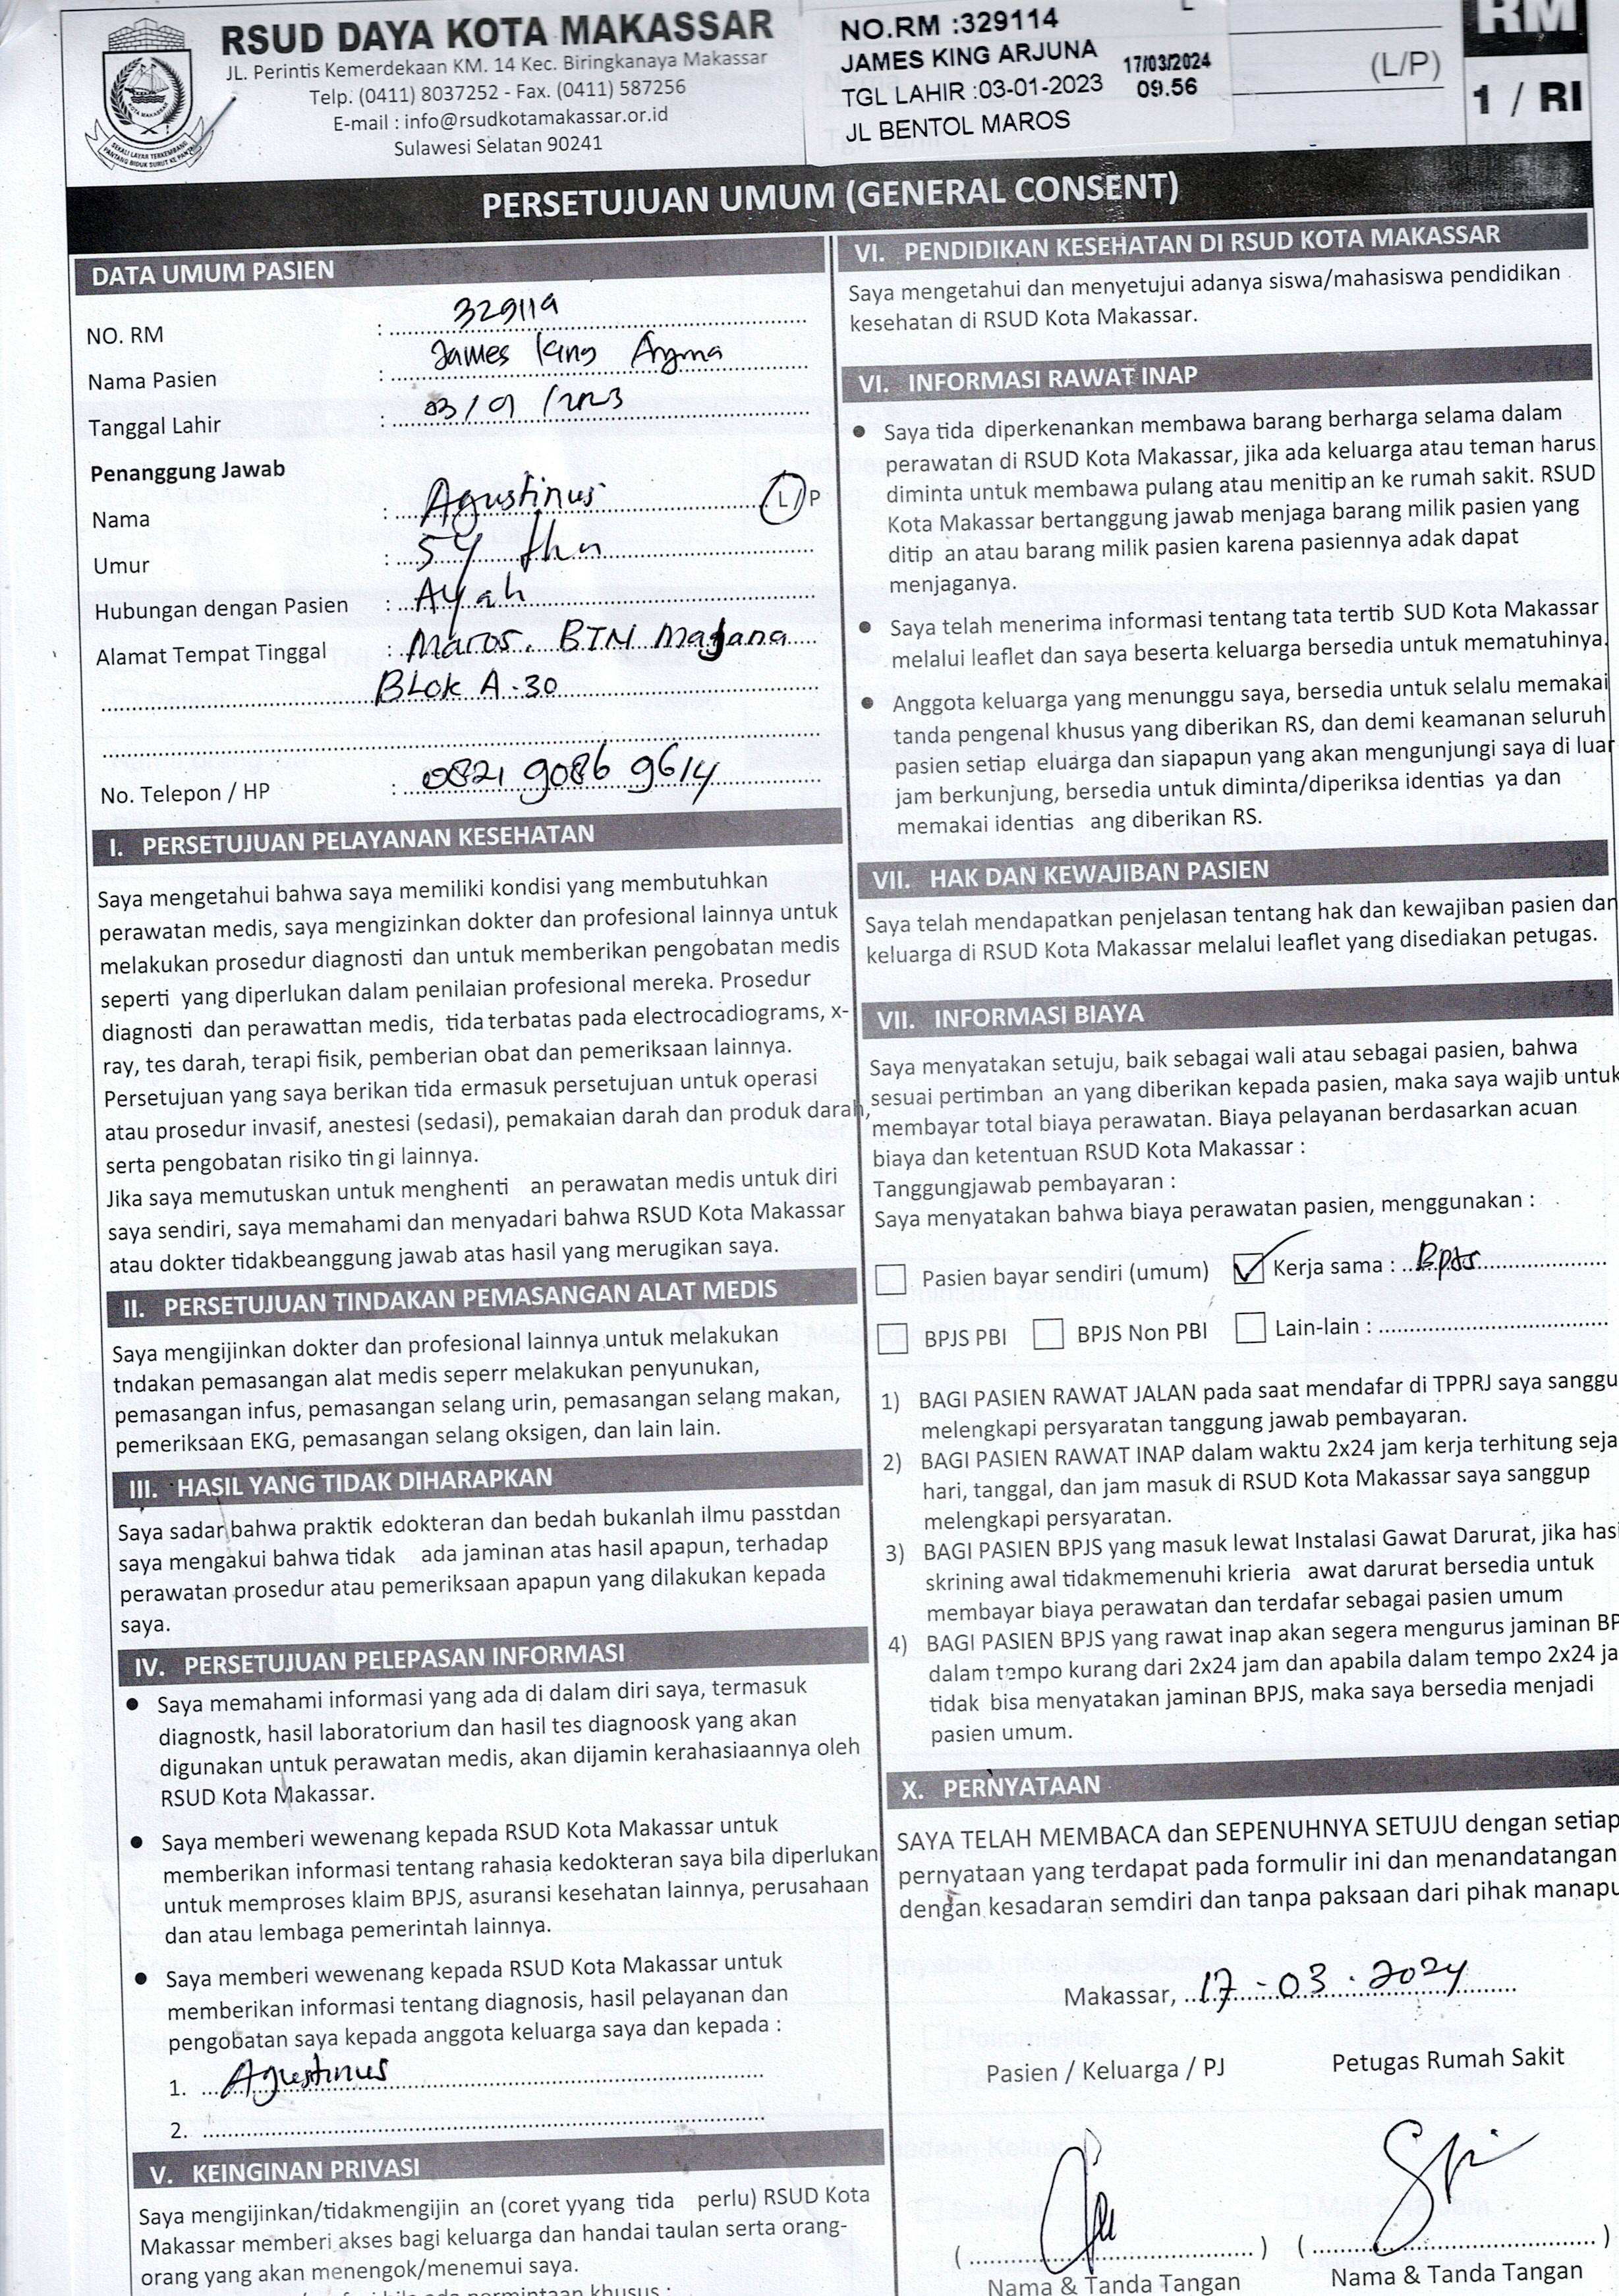 RSUD DAYA KOTA MAKASSAR
JL. Perintis Kemerdekaan KM. 14 Kec. Biringkanaya Makassar
Telp. (0411) 8037252 - Fax. (0411) 587256
E-mail : info@rsudkotamakassar.or.id
Sulawesi Selatan 90241
NO.RM :329114
JAMES KING ARJUNA
TGL LAHIR :03-01-2023
JL BENTOL MAROS
17/03/2024
09.56
(L/P)
RM
1 / RI
PERSETUJUAN UMUM (GENERAL CONSENT)
DATA UMUM PASIEN
NO. RM : 329114
Nama Pasien : James King Arjuna
Tanggal Lahir : 03/01/2023
Penanggung Jawab
Nama : Agustinus L/P
Umur : 54 thn
Hubungan dengan Pasien : Ayah
Alamat Tempat Tinggal : Maros. BTN
Blok A.30
No. Telepon / HP : 0821 9086 9614
I. PERSETUJUAN PELAYANAN KESEHATAN
Saya mengetahui bahwa saya memiliki kondisi yang membutuhkan
perawatan medis, saya mengizinkan dokter dan profesional lainnya untuk
melakukan prosedur diagnosti dan untuk memberikan pengobatan medis
seperti yang diperlukan dalam penilaian profesional mereka. Prosedur
diagnosti dan perawattan medis, tida terbatas pada electrocadiograms, x-
ray, tes darah, terapi fisik, pemberian obat dan pemeriksaan lainnya.
Persetujuan yang saya berikan tida ermasuk persetujuan untuk operasi
atau prosedur invasif, anestesi (sedasi), pemakaian darah dan produk darah,
serta pengobatan risiko tin gi lainnya.
Jika saya memutuskan untuk menghenti an perawatan medis untuk diri
saya sendiri, saya memahami dan menyadari bahwa RSUD Kota Makassar
atau dokter tidakbeanggung jawab atas hasil yang merugikan saya.
II. PERSETUJUAN TINDAKAN PEMASANGAN ALAT MEDIS
Saya mengijinkan dokter dan profesional lainnya untuk melakukan
tndakan pemasangan alat medis seperr melakukan penyunukan,
pemasangan infus, pemasangan selang urin, pemasangan selang makan,
pemeriksaan EKG, pemasangan selang oksigen, dan lain lain.
III. HASIL YANG TIDAK DIHARAPKAN
Saya sadar bahwa praktik edokteran dan bedah bukanlah ilmu passtdan
saya mengakui bahwa tidak ada jaminan atas hasil apapun, terhadap
perawatan prosedur atau pemeriksaan apapun yang dilakukan kepada
saya.
IV. PERSETUJUAN PELEPASAN INFORMASI
● Saya memahami informasi yang ada di dalam diri saya, termasuk
diagnostk, hasil laboratorium dan hasil tes diagnoosk yang akan
digunakan untuk perawatan medis, akan dijamin kerahasiaannya oleh
RSUD Kota Makassar.
● Saya memberi wewenang kepada RSUD Kota Makassar untuk
memberikan informasi tentang rahasia kedokteran saya bila diperlukan
untuk memproses klaim BPJS, asuransi kesehatan lainnya, perusahaan
dan atau lembaga pemerintah lainnya.
● Saya memberi wewenang kepada RSUD Kota Makassar untuk
memberikan informasi tentang diagnosis, hasil pelayanan dan
pengobatan saya kepada anggota keluarga saya dan kepada :
1. Agustinus
2.
V. KEINGINAN PRIVASI
Saya mengijinkan/tidakmengijin an (coret yyang tida perlu) RSUD Kota
Makassar memberi akses bagi keluarga dan handai taulan serta orang-
orang yang akan menengok/menemui saya.
VI. PENDIDIKAN KESEHATAN DI RSUD KOTA MAKASSAR
Saya mengetahui dan menyetujui adanya siswa/mahasiswa pendidikan
kesehatan di RSUD Kota Makassar.
VI. INFORMASI RAWAT INAP
● Saya tida diperkenankan membawa barang berharga selama dalam
perawatan di RSUD Kota Makassar, jika ada keluarga atau teman harus
diminta untuk membawa pulang atau menitip an ke rumah sakit. RSUD
Kota Makassar bertanggung jawab menjaga barang milik pasien yang
ditip an atau barang milik pasien karena pasiennya adak dapat
menjaganya.
● Saya telah menerima informasi tentang tata tertib SUD Kota Makassar
melalui leaflet dan saya beserta keluarga bersedia untuk mematuhinya.
● Anggota keluarga yang menunggu saya, bersedia untuk selalu memakai
tanda pengenal khusus yang diberikan RS, dan demi keamanan seluruh
pasien setiap eluarga dan siapapun yang akan mengunjungi saya di luar
jam berkunjung, bersedia untuk diminta/diperiksa identias ya dan
memakai identias ang diberikan RS.
VII. HAK DAN KEWAJIBAN PASIEN
Saya telah mendapatkan penjelasan tentang hak dan kewajiban pasien dan
keluarga di RSUD Kota Makassar melalui leaflet yang disediakan petugas.
VII. INFORMASI BIAYA
Saya menyatakan setuju, baik sebagai wali atau sebagai pasien, bahwa
sesuai pertimban an yang diberikan kepada pasien, maka saya wajib untuk
membayar total biaya perawatan. Biaya pelayanan berdasarkan acuan
biaya dan ketentuan RSUD Kota Makassar :
Tanggungjawab pembayaran :
Saya menyatakan bahwa biaya perawatan pasien, menggunakan :
Pasien bayar sendiri (umum) ✓ Kerja sama : BPJS
BPJS PBI BPJS Non PBI Lain-lain :
1) BAGI PASIEN RAWAT JALAN pada saat mendafar di TPPRJ saya sanggu
melengkapi persyaratan tanggung jawab pembayaran.
2) BAGI PASIEN RAWAT INAP dalam waktu 2x24 jam kerja terhitung seja
hari, tanggal, dan jam masuk di RSUD Kota Makassar saya sanggup
melengkapi persyaratan.
3) BAGI PASIEN BPJS yang masuk lewat Instalasi Gawat Darurat, jika hasi
skrining awal tidakmemenuhi krieria awat darurat bersedia untuk
membayar biaya perawatan dan terdafar sebagai pasien umum
4) BAGI PASIEN BPJS yang rawat inap akan segera mengurus jaminan BP
dalam tempo kurang dari 2x24 jam dan apabila dalam tempo 2x24 ja
tidak bisa menyatakan jaminan BPJS, maka saya bersedia menjadi
pasien umum.
X. PERNYATAAN
SAYA TELAH MEMBACA dan SEPENUHNYA SETUJU dengan setiap
pernyataan yang terdapat pada formulir ini dan menandatangan
dengan kesadaran semdiri dan tanpa paksaan dari pihak manapu
Makassar, 17-03-2024
Pasien / Keluarga / PJ Petugas Rumah Sakit
( ) ( )
Nama & Tanda Tangan Nama & Tanda Tangan